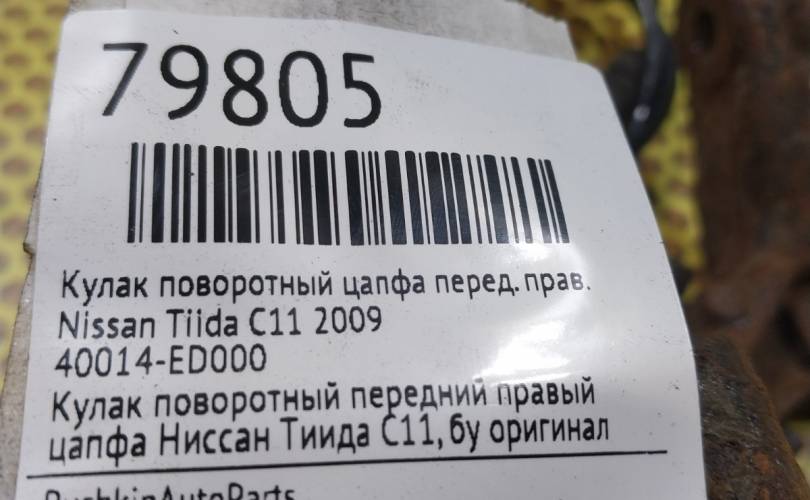 79805
Кулак поворотный цапфа перед. прав.
Nissan Tiida C11 2009
40014-ED000
Кулак поворотный передний правый
цапфа Ниссан Тиида С11, бу оригинал
PushkinAutoParts